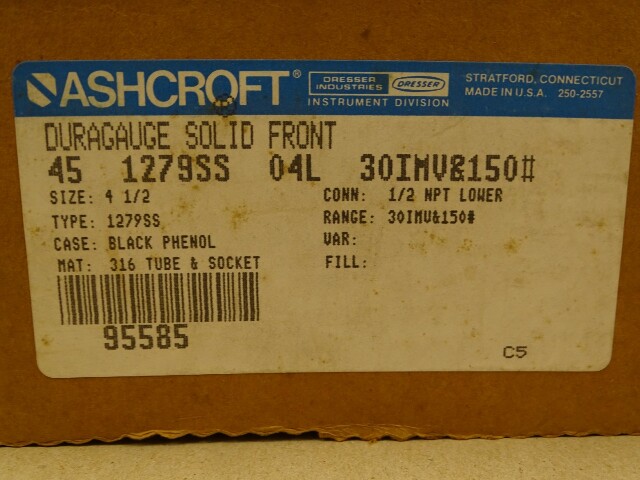 ASHCROFT®
DRESSER INDUSTRIES
DRESSER
INSTRUMENT DIVISION
STRATFORD, CONNECTICUT
MADE IN U.S.A. 250-2557
DURAGAUGE SOLID FRONT
45 1279SS 04L 30IMV&150#
SIZE: 4 1/2
TYPE: 1279SS
CASE: BLACK PHENOL
MAT: 316 TUBE & SOCKET
CONN: 1/2 NPT LOWER
RANGE: 30IMV&150#
VAR:
FILL:
95585
C5